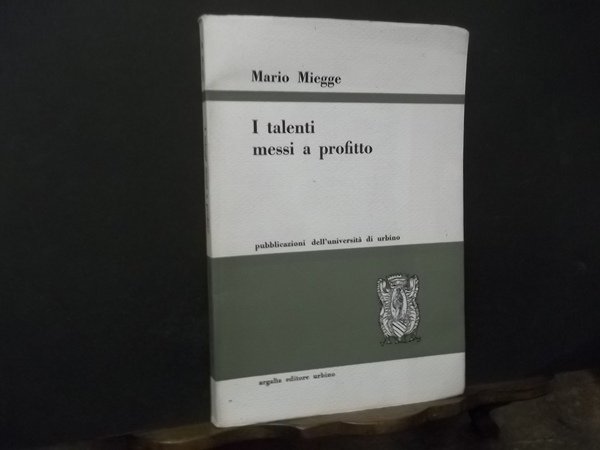 Mario Miegge
I talenti
messi a profitto
pubblicazioni dell'università di urbino
argalìa editore urbino